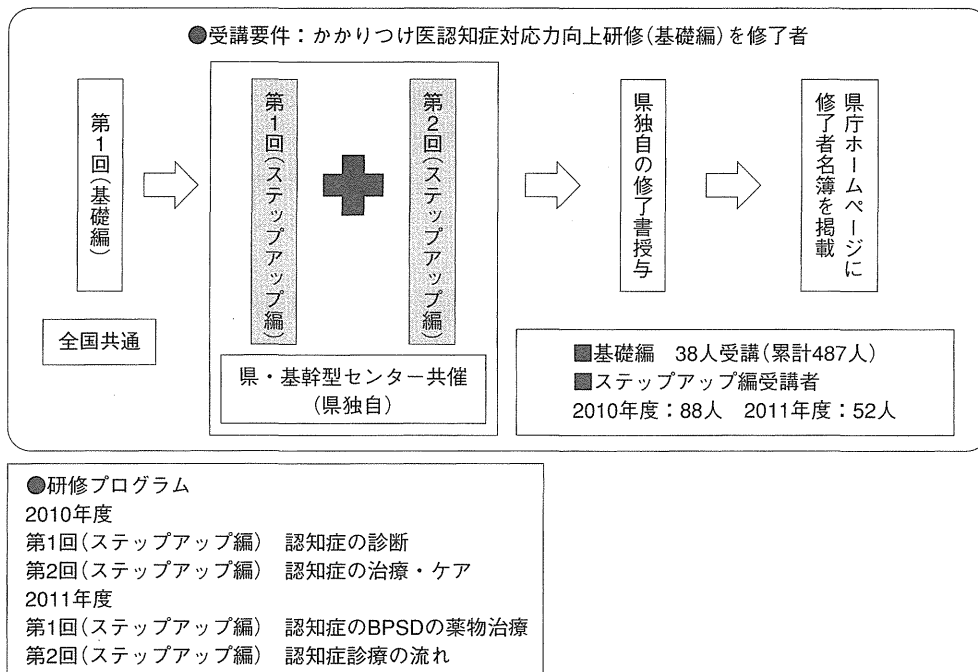 ●受講要件：かかりつけ医認知症対応力向上研修(基礎編)を修了者
第1回(基礎編)
第1回(ステップアップ編)
第2回(ステップアップ編)
県独自の修了書授与
県庁ホームページに
修了者名簿を掲載
全国共通
県・基幹型センター共催
(県独自)
■基礎編　38人受講(累計487人)
■ステップアップ編受講者
2010年度：88人　2011年度：52人
●研修プログラム
2010年度
第1回(ステップアップ編)　認知症の診断
第2回(ステップアップ編)　認知症の治療・ケア
2011年度
第1回(ステップアップ編)　認知症のBPSDの薬物治療
第2回(ステップアップ編)　認知症診療の流れ